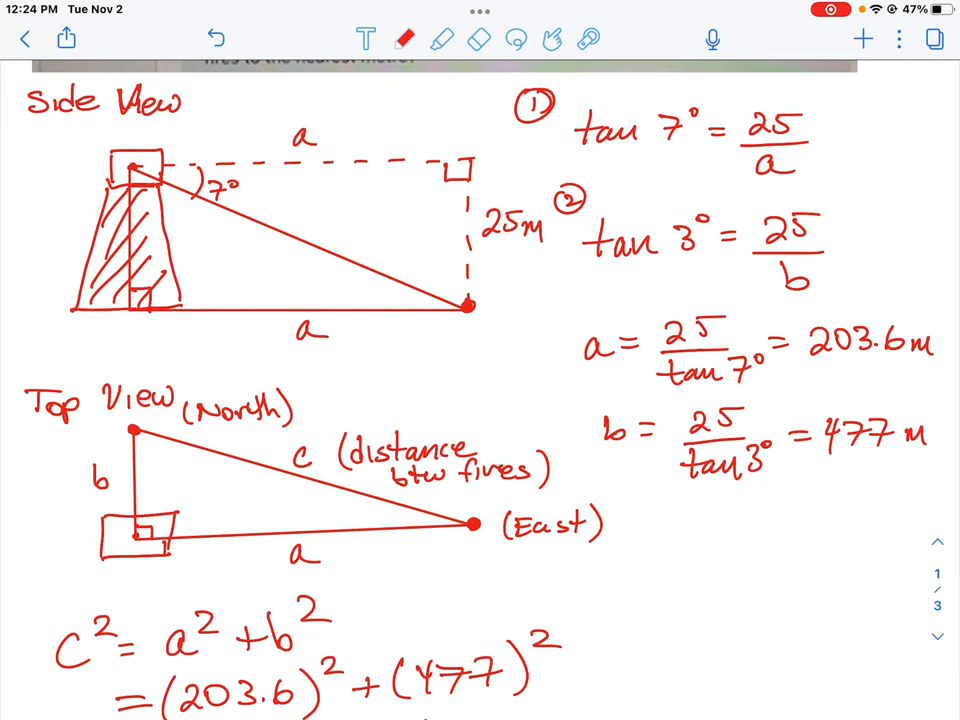 12:24 PM Tue Nov 2
47%
Side View
a
7°
25m
a
Top View (North)
b
c (distance
btw fires)
(East)
a
① tan 7° = 25/a
② tan 3° = 25/b
a = 25/tan 7° = 203.6m
b = 25/tan 3° = 477 m
c² = a² + b²
= (203.6)² + (477)²
1
/
3